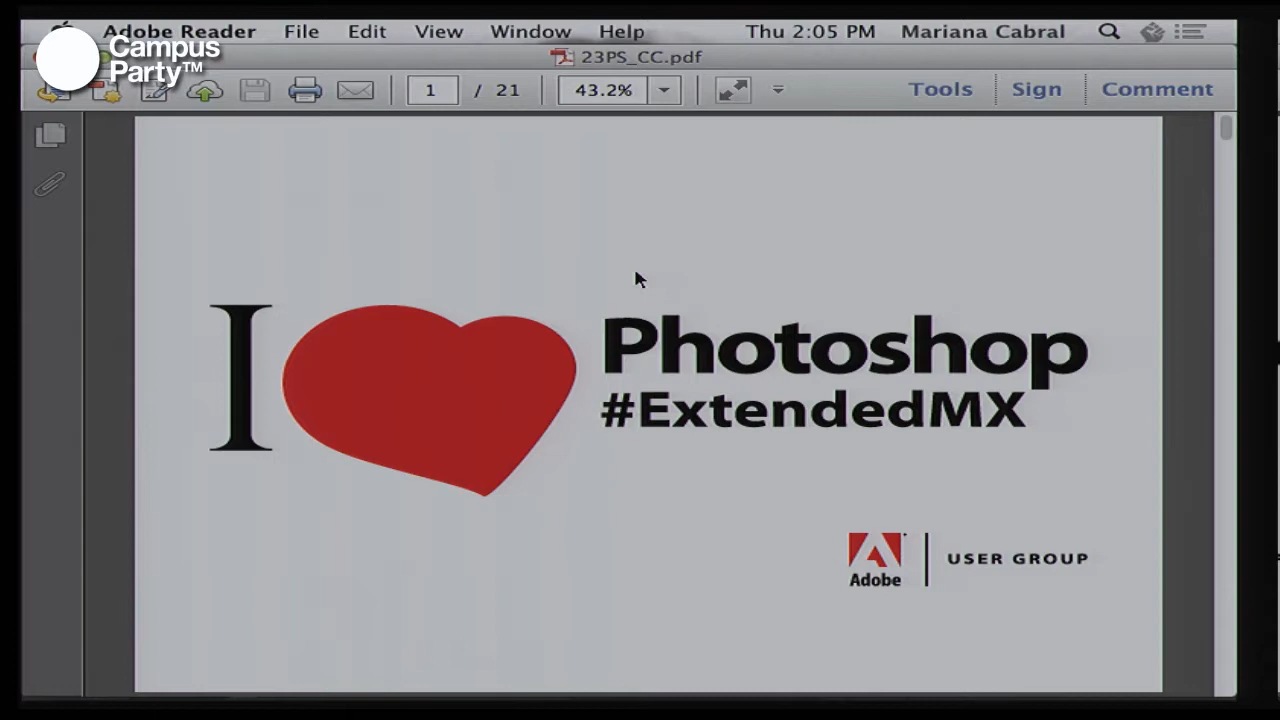 Adobe Reader File Edit View Window Help Thu 2:05 PM Mariana Cabral
Campus
Party™
23PS_CC.pdf
1 / 21 43.2% Tools Sign Comment
I Photoshop
#ExtendedMX
Adobe USER GROUP